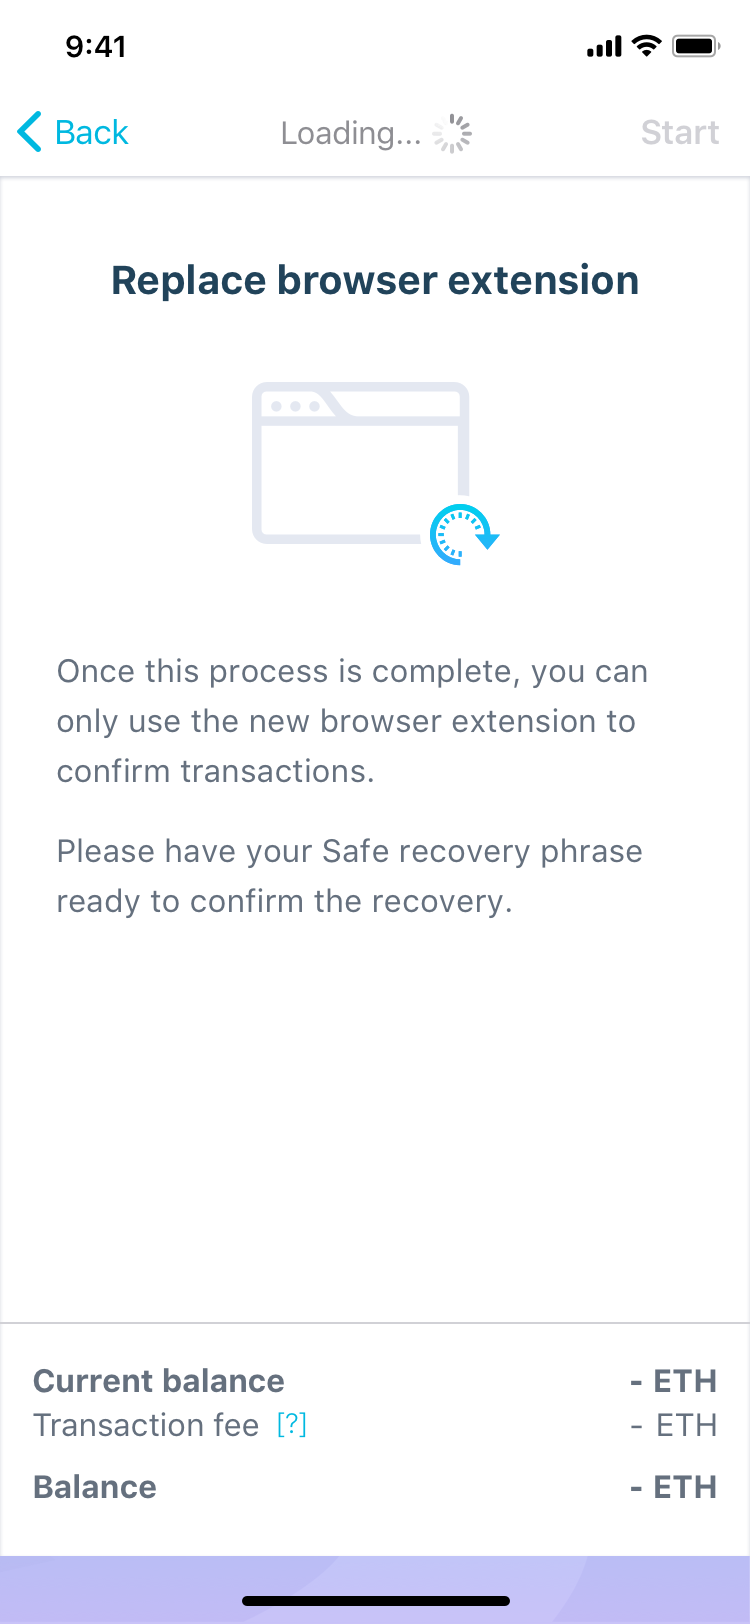 9:41
Back
Loading...
Start
Replace browser extension
Once this process is complete, you can
only use the new browser extension to
confirm transactions.
Please have your Safe recovery phrase
ready to confirm the recovery.
Current balance - ETH
Transaction fee [?] - ETH
Balance - ETH